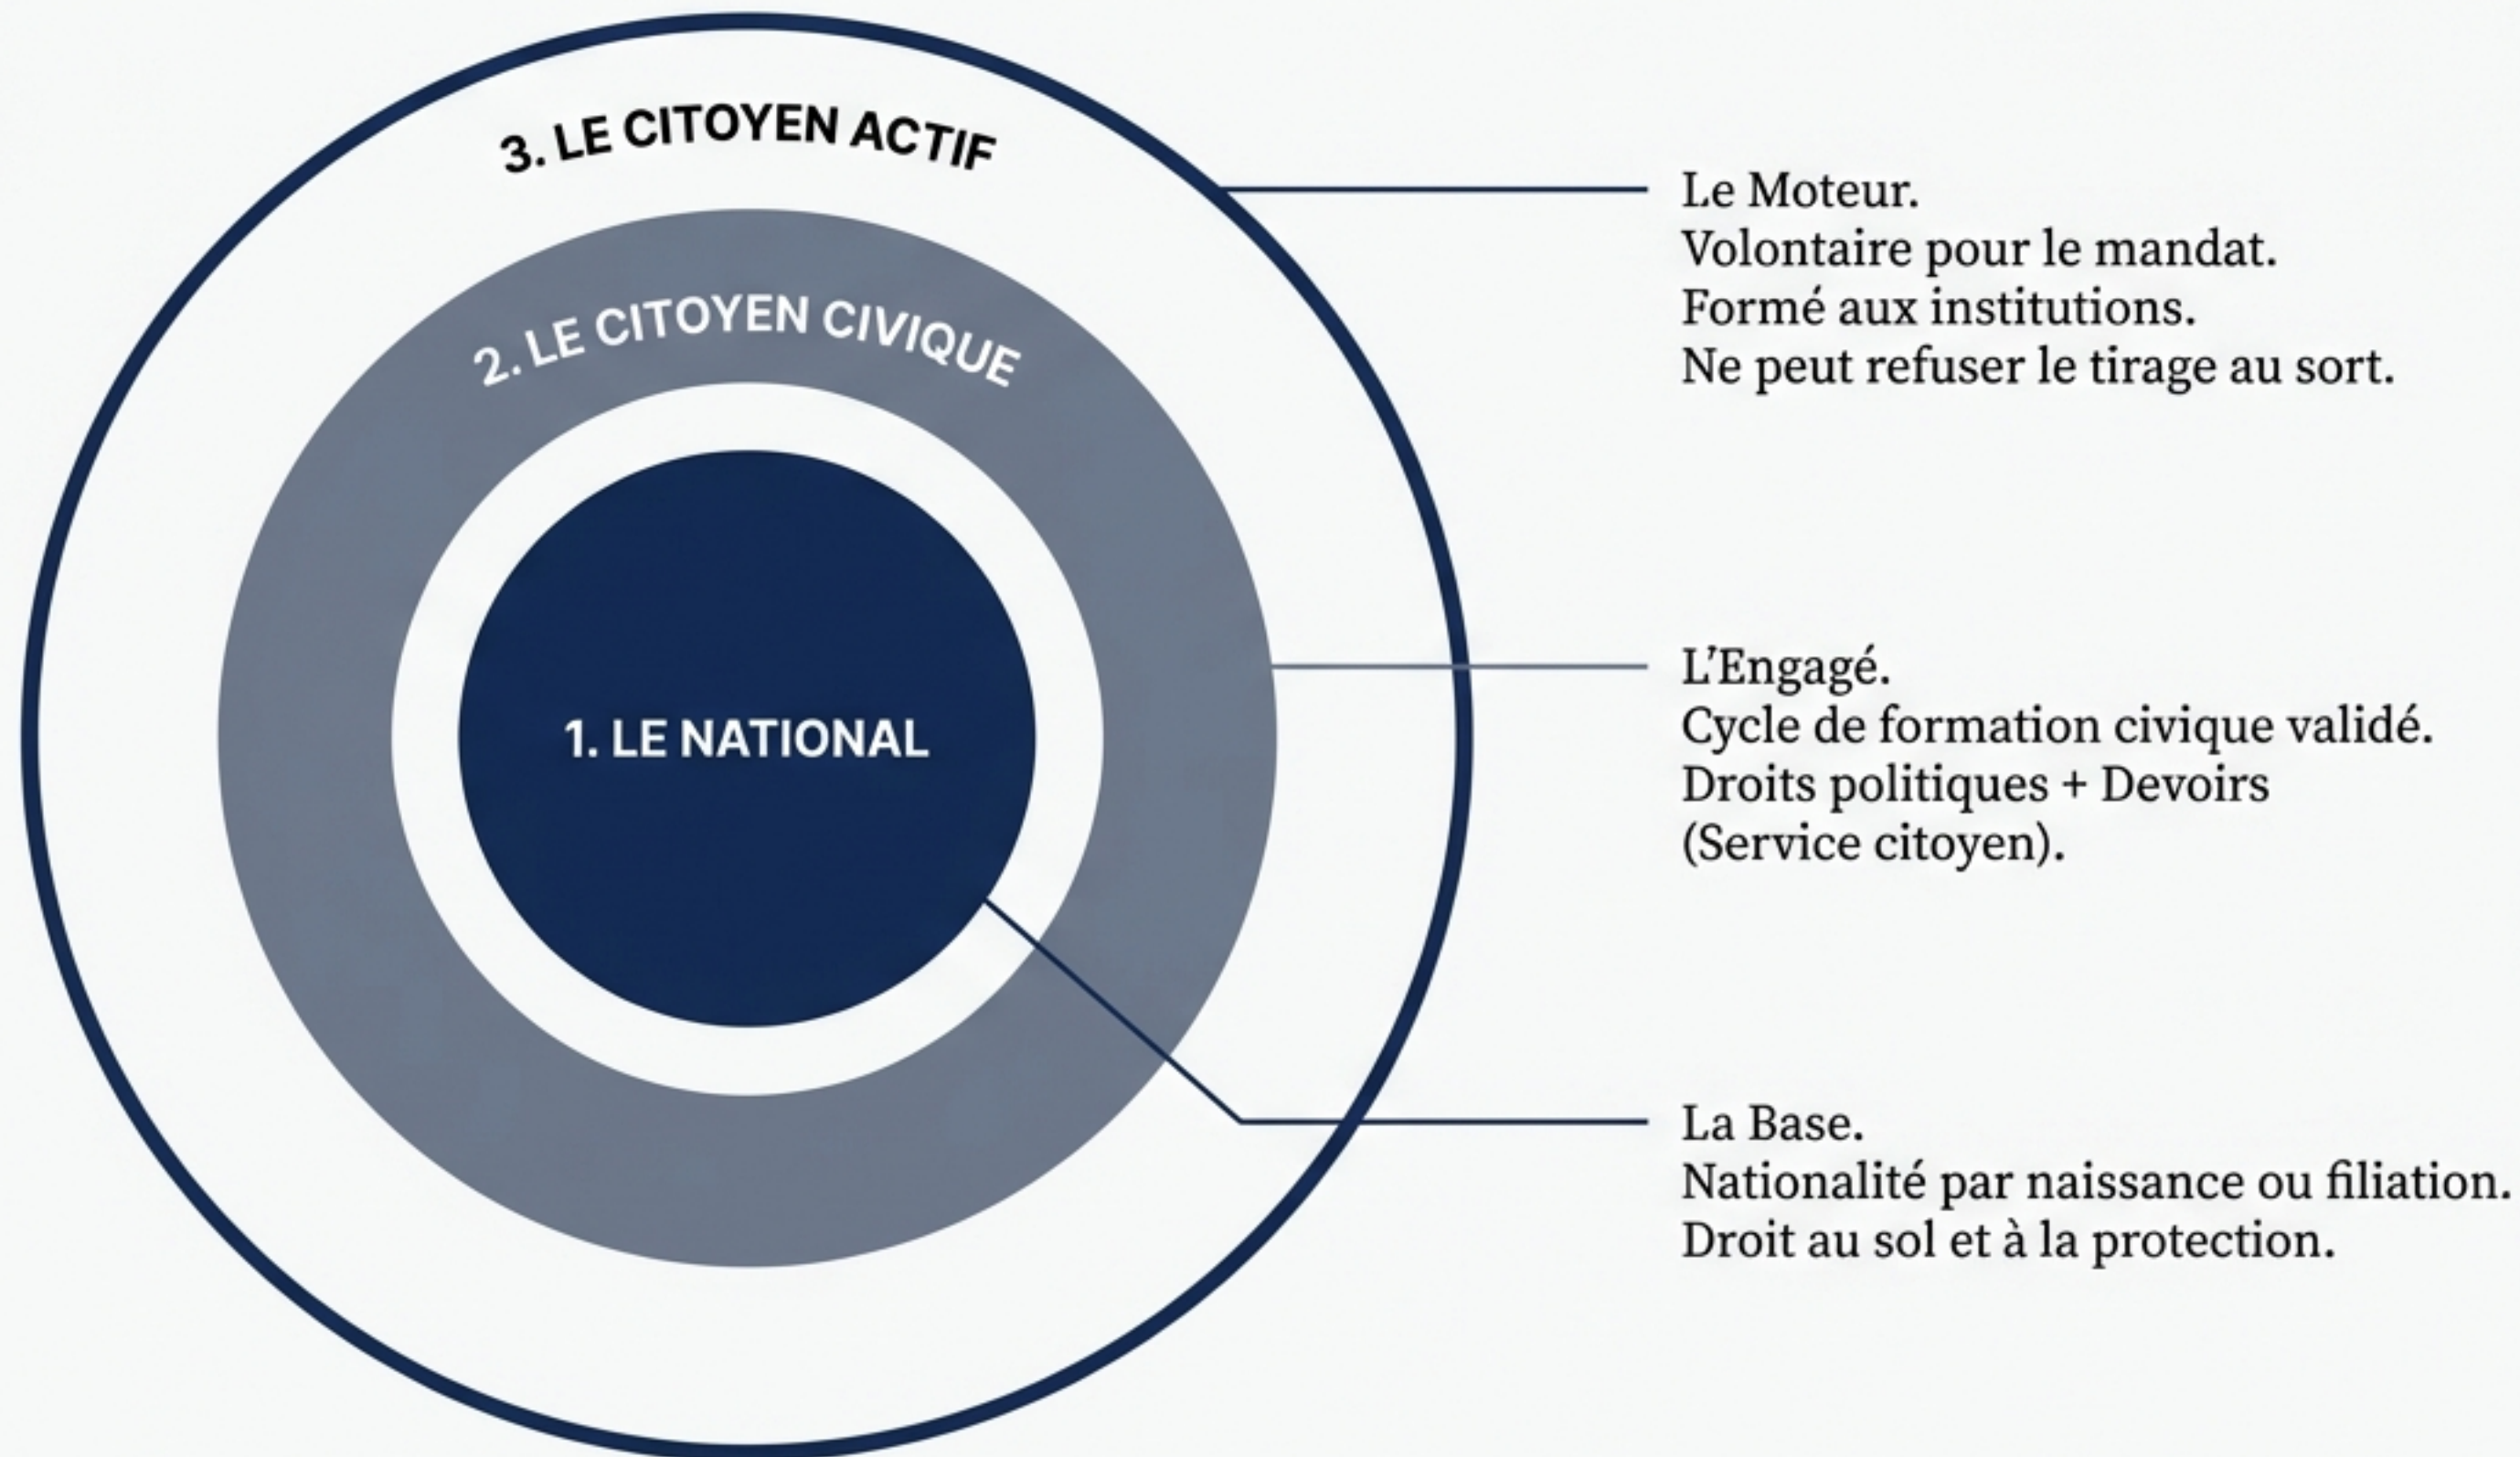 3. LE CITOYEN ACTIF
2. LE CITOYEN CIVIQUE
1. LE NATIONAL
Le Moteur.
Volontaire pour le mandat.
Formé aux institutions.
Ne peut refuser le tirage au sort.
L’Engagé.
Cycle de formation civique validé.
Droits politiques + Devoirs
(Service citoyen).
La Base.
Nationalité par naissance ou filiation.
Droit au sol et à la protection.